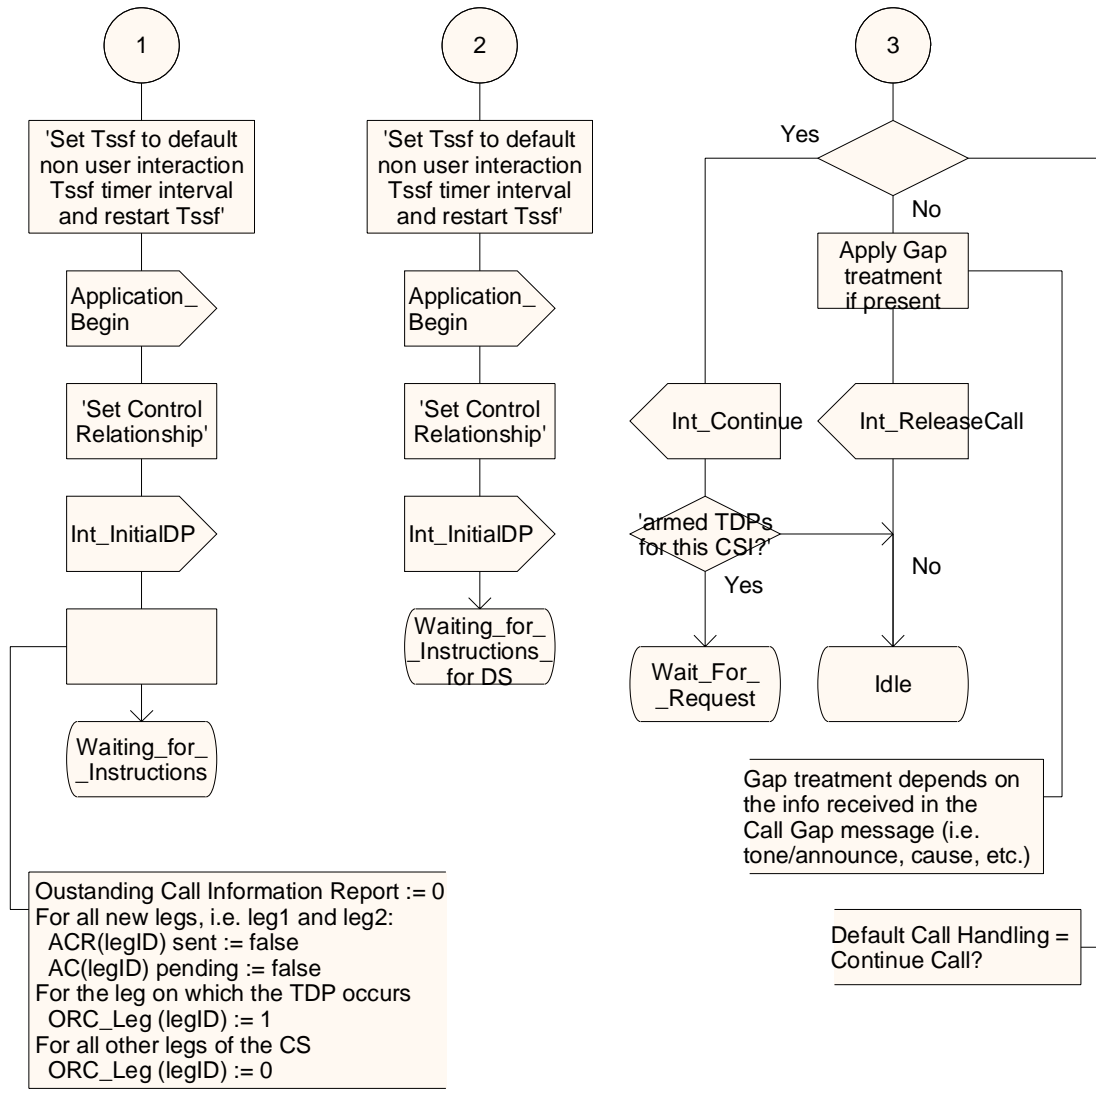 1
'Set Tssf to default
non user interaction
Tssf timer interval
and restart Tssf'
Application_
Begin
'Set Control
Relationship'
Int_InitialDP
Waiting_for_
_Instructions
Oustanding Call Information Report := 0
For all new legs, i.e. leg1 and leg2:
ACR(legID) sent := false
AC(legID) pending := false
For the leg on which the TDP occurs
ORC_Leg (legID) := 1
For all other legs of the CS
ORC_Leg (legID) := 0
2
'Set Tssf to default
non user interaction
Tssf timer interval
and restart Tssf'
Application_
Begin
'Set Control
Relationship'
Int_InitialDP
Waiting_for_
_Instructions_
for DS
3
Yes
No
Apply Gap
treatment
if present
Int_Continue
Int_ReleaseCall
'armed TDPs
for this CSI?'
Yes
No
Wait_For_
_Request
Idle
Gap treatment depends on
the info received in the
Call Gap message (i.e.
tone/announce, cause, etc.)
Default Call Handling =
Continue Call?